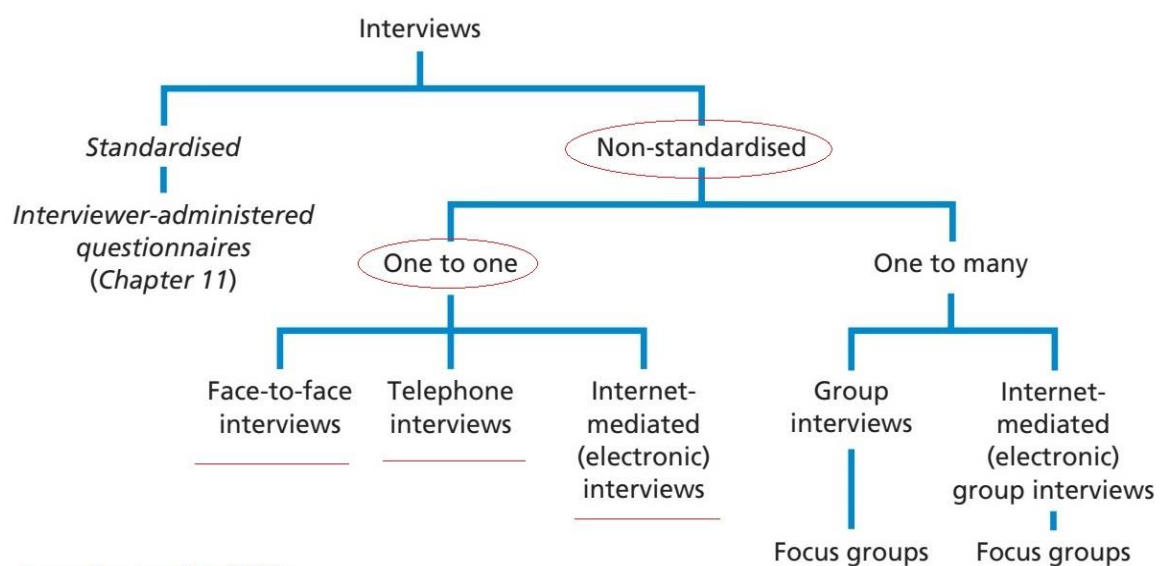 Interviews
Standardised
Non-standardised
Interviewer-administered
questionnaires
(Chapter 11)
One to one
One to many
Face-to-face
interviews
Telephone
interviews
Internet-
mediated
(electronic)
interviews
Group
interviews
Internet-
mediated
(electronic)
group interviews
Focus groups
Focus groups